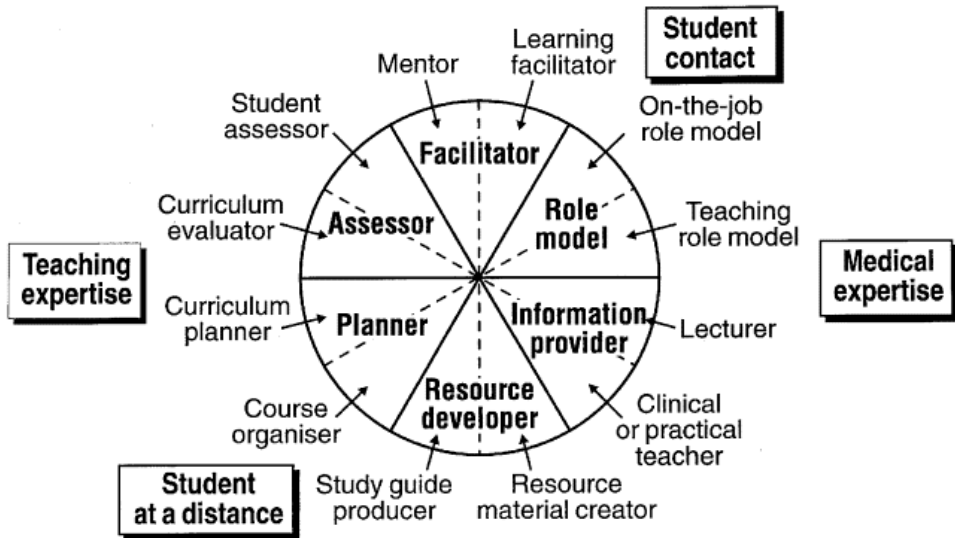 Student
contact
Learning
facilitator
Mentor
Student
assessor
On-the-job
role model
Facilitator
Role
model
Assessor
Curriculum
evaluator
Teaching
role model
Teaching
expertise
Medical
expertise
Curriculum
planner
Planner
Information
provider
Lecturer
Resource
developer
Course
organiser
Clinical
or practical
teacher
Study guide
producer
Resource
material creator
Student
at a distance